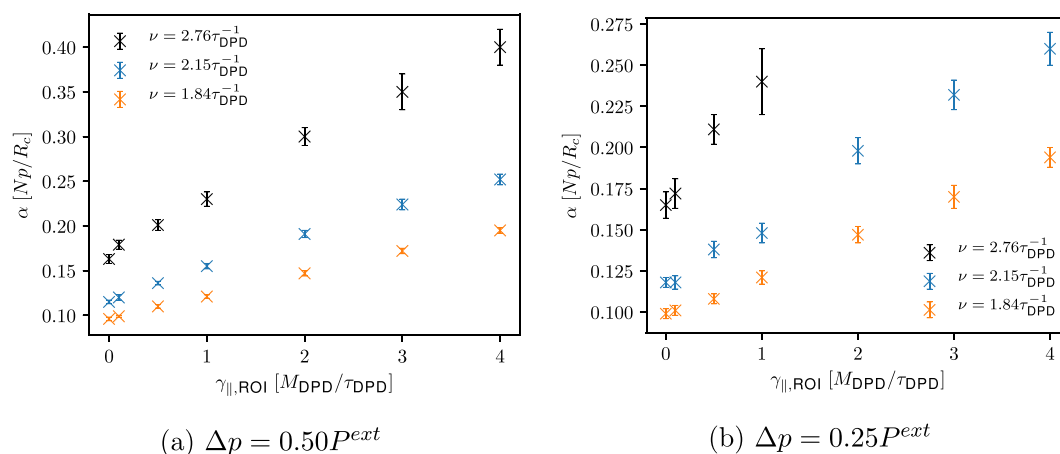 ν = 2.76τ_DPD^−1
ν = 2.15τ_DPD^−1
ν = 1.84τ_DPD^−1
α [Np/R_c]
0.40
0.35
0.30
0.25
0.20
0.15
0.10
0 1 2 3 4
γ_∥,ROI [M_DPD/τ_DPD]
(a) Δp = 0.50P^ext
α [Np/R_c]
0.250
0.225
0.200
0.175
0.150
0.125
0.100
ν = 2.76τ_DPD^−1
ν = 2.15τ_DPD^−1
ν = 1.84τ_DPD^−1
0 1 2 3 4
γ_∥,ROI [M_DPD/τ_DPD]
(b) Δp = 0.25P^ext